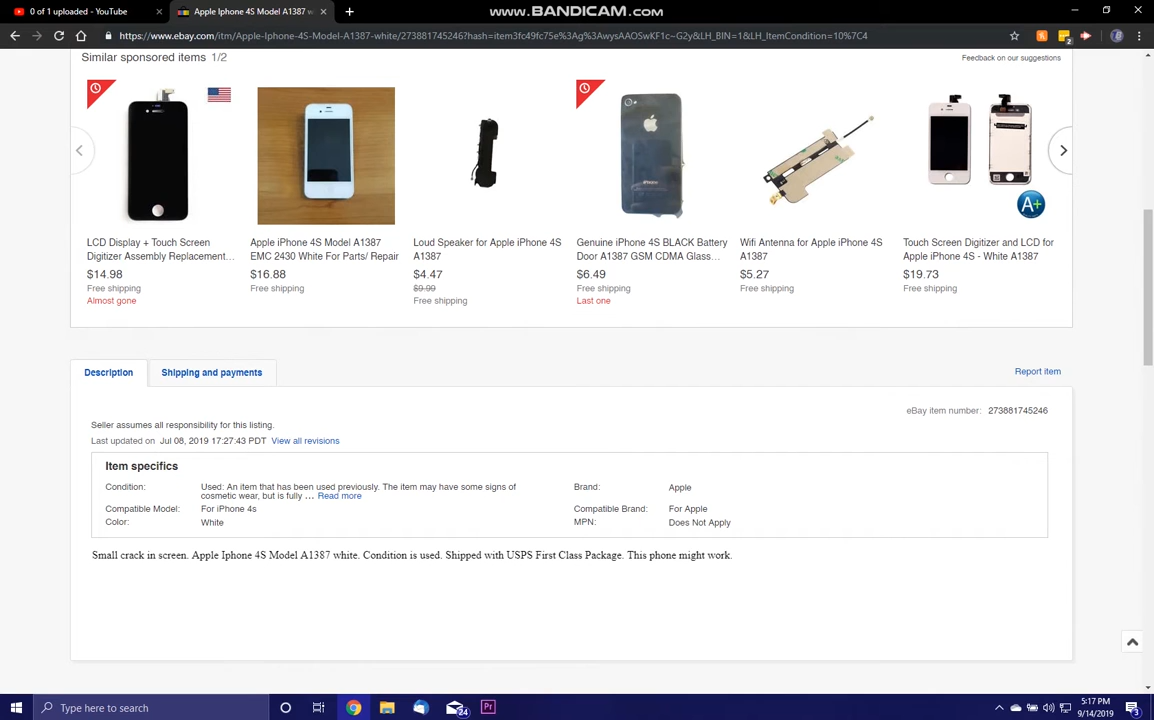 0 of 1 uploaded - YouTube
Apple Iphone 4S Model A1387 w
WWW.BANDICAM.COM
https://www.ebay.com/itm/Apple-Iphone-4S-Model-A1387-white/273881745246?hash=item3fc49fc75e%3Ag%3AwysAAOSwKF1c~G2y&LH_BIN=1&LH_ItemCondition=10%7C4
Similar sponsored items 1/2
Feedback on our suggestions
A+
LCD Display + Touch Screen
Digitizer Assembly Replacement…
$14.98
Free shipping
Almost gone
Apple iPhone 4S Model A1387
EMC 2430 White For Parts/ Repair
$16.88
Free shipping
Loud Speaker for Apple iPhone 4S
A1387
$4.47
$9.99
Free shipping
Genuine iPhone 4S BLACK Battery
Door A1387 GSM CDMA Glass…
$6.49
Free shipping
Last one
Wifi Antenna for Apple iPhone 4S
A1387
$5.27
Free shipping
Touch Screen Digitizer and LCD for
Apple iPhone 4S - White A1387
$19.73
Free shipping
Description
Shipping and payments
Report item
eBay item number: 273881745246
Seller assumes all responsibility for this listing.
Last updated on Jul 08, 2019 17:27:43 PDT View all revisions
Item specifics
Condition: Used: An item that has been used previously. The item may have some signs of
cosmetic wear, but is fully … Read more
Brand: Apple
Compatible Model: For iPhone 4s
Compatible Brand: For Apple
Color: White
MPN: Does Not Apply
Small crack in screen. Apple Iphone 4S Model A1387 white. Condition is used. Shipped with USPS First Class Package. This phone might work.
Type here to search
24
Pr
5:17 PM
9/14/2019
3